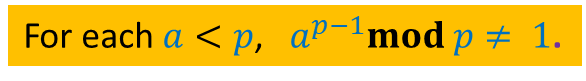 For each a < p, a^{p−1} mod p ≠ 1.